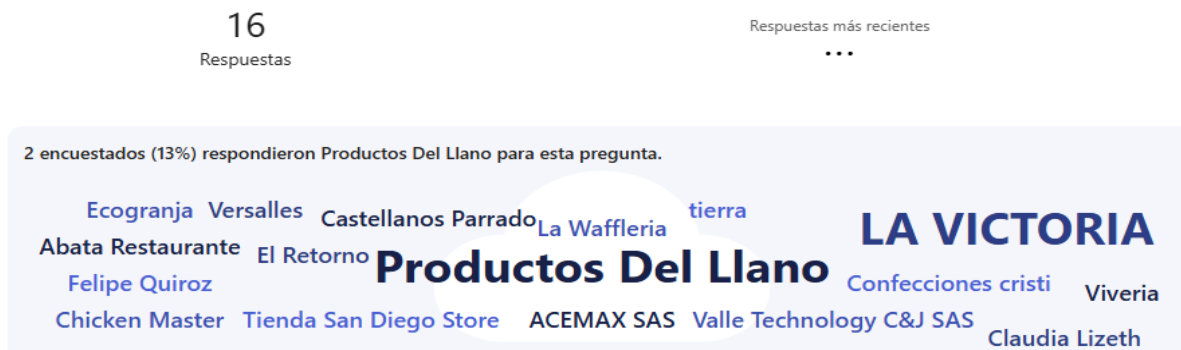 16
Respuestas
Respuestas más recientes
...
2 encuestados (13%) respondieron Productos Del Llano para esta pregunta.
Ecogranja Versalles Castellanos Parrado La Waffleria tierra
LA VICTORIA
Abata Restaurante El Retorno Productos Del Llano
Felipe Quiroz Confecciones cristi Viveria
Chicken Master Tienda San Diego Store ACEMAX SAS Valle Technology C&J SAS
Claudia Lizeth